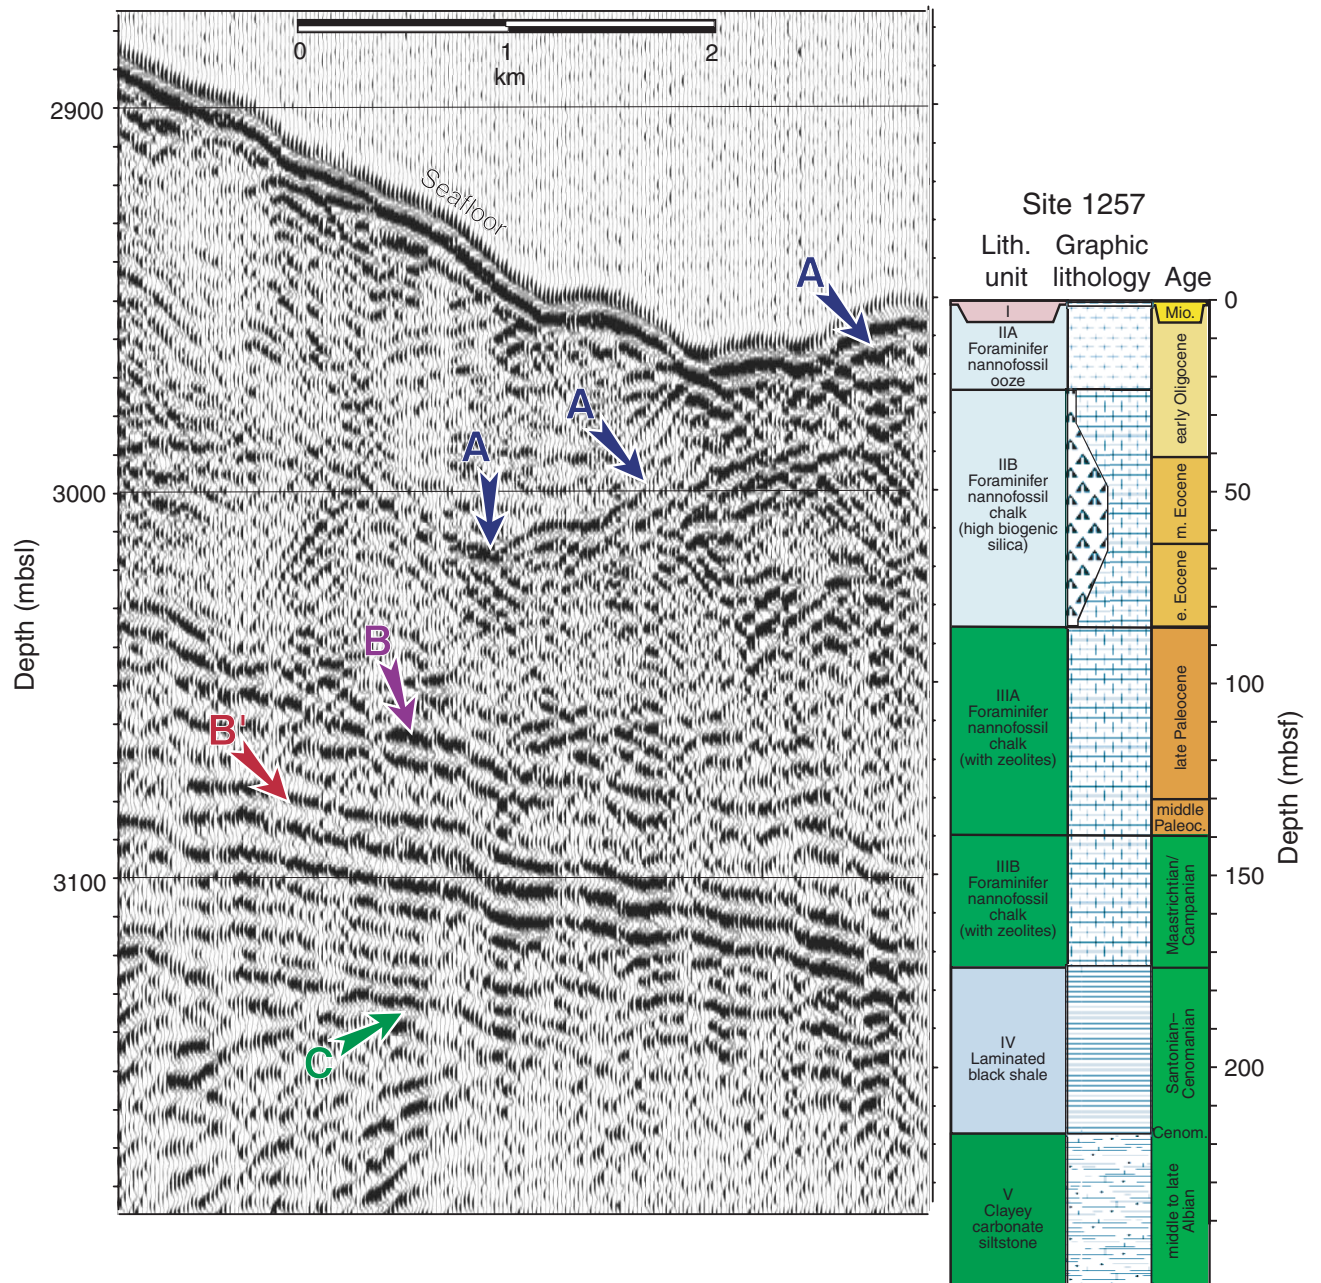 0
1
2
km
2900
3000
3100
Depth (mbsl)
Seafloor
A
A
A
B
B'
C
Site 1257
Lith.
unit
Graphic
lithology
Age
I
IIA
Foraminifer
nannofossil
ooze
IIB
Foraminifer
nannofossil
chalk
(high biogenic
silica)
IIIA
Foraminifer
nannofossil
chalk
(with zeolites)
IIIB
Foraminifer
nannofossil
chalk
(with zeolites)
IV
Laminated
black shale
V
Clayey
carbonate
siltstone
Mio.
early Oligocene
m. Eocene
e. Eocene
late Paleocene
middle
Paleoc.
Maastrichtian/
Campanian
Santonian–
Cenomanian
Cenom.
middle to late
Albian
0
50
100
150
200
Depth (mbsf)